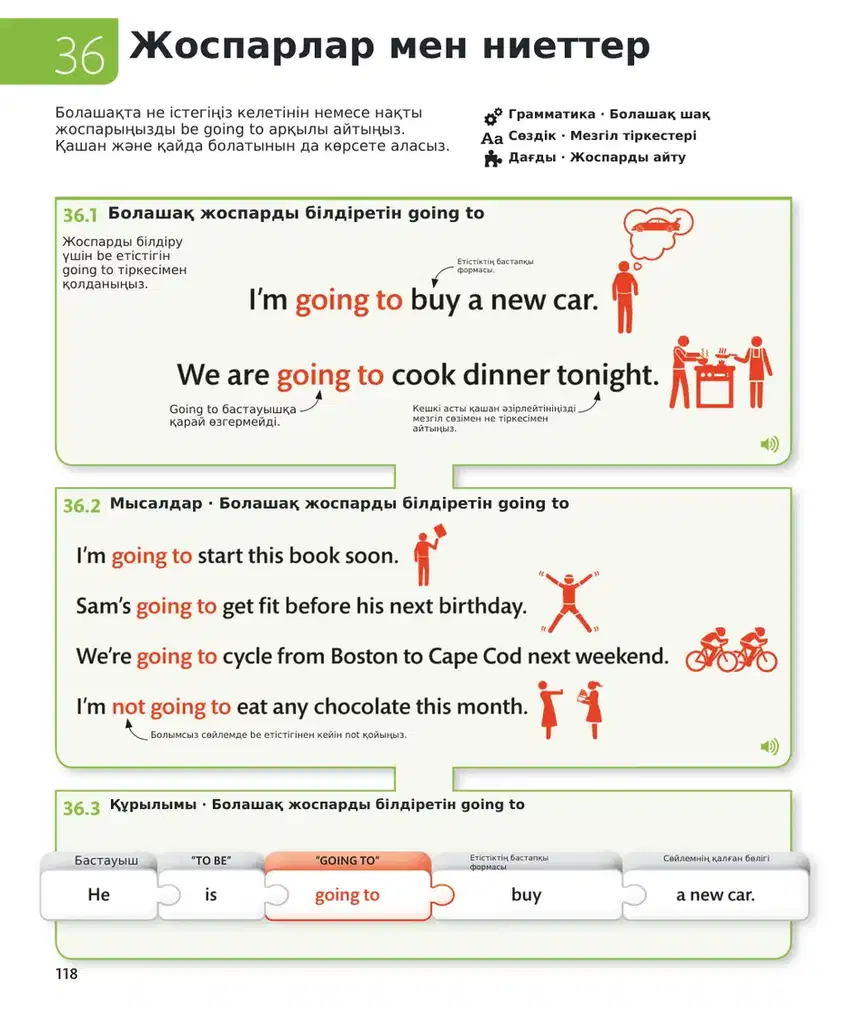 36
Жоспарлар мен ниеттер
Болашақта не істегіңіз келетінін немесе нақты
жоспарыңызды be going to арқылы айтыңыз.
Қашан және қайда болатынын да көрсете аласыз.
Грамматика · Болашақ шақ
Aa Сөздік · Мезгіл тіркестері
Дағды · Жоспарды айту
36.1 Болашақ жоспарды білдіретін going to
Жоспарды білдіру
үшін be етістігін
going to тіркесімен
қолданыңыз.
Етістіктің бастапқы
формасы.
I’m going to buy a new car.
We are going to cook dinner tonight.
Going to бастауышқа
қарай өзгермейді.
Кешкі асты қашан әзірлейтініңізді
мезгіл сөзімен не тіркесімен
айтыңыз.
36.2 Мысалдар · Болашақ жоспарды білдіретін going to
I’m going to start this book soon.
Sam’s going to get fit before his next birthday.
We’re going to cycle from Boston to Cape Cod next weekend.
I’m not going to eat any chocolate this month.
Болымсыз сөйлемде be етістігінен кейін not қойыңыз.
36.3 Құрылымы · Болашақ жоспарды білдіретін going to
Бастауыш
"TO BE"
"GOING TO"
Етістіктің бастапқы
формасы
Сөйлемнің қалған бөлігі
He
is
going to
buy
a new car.
118